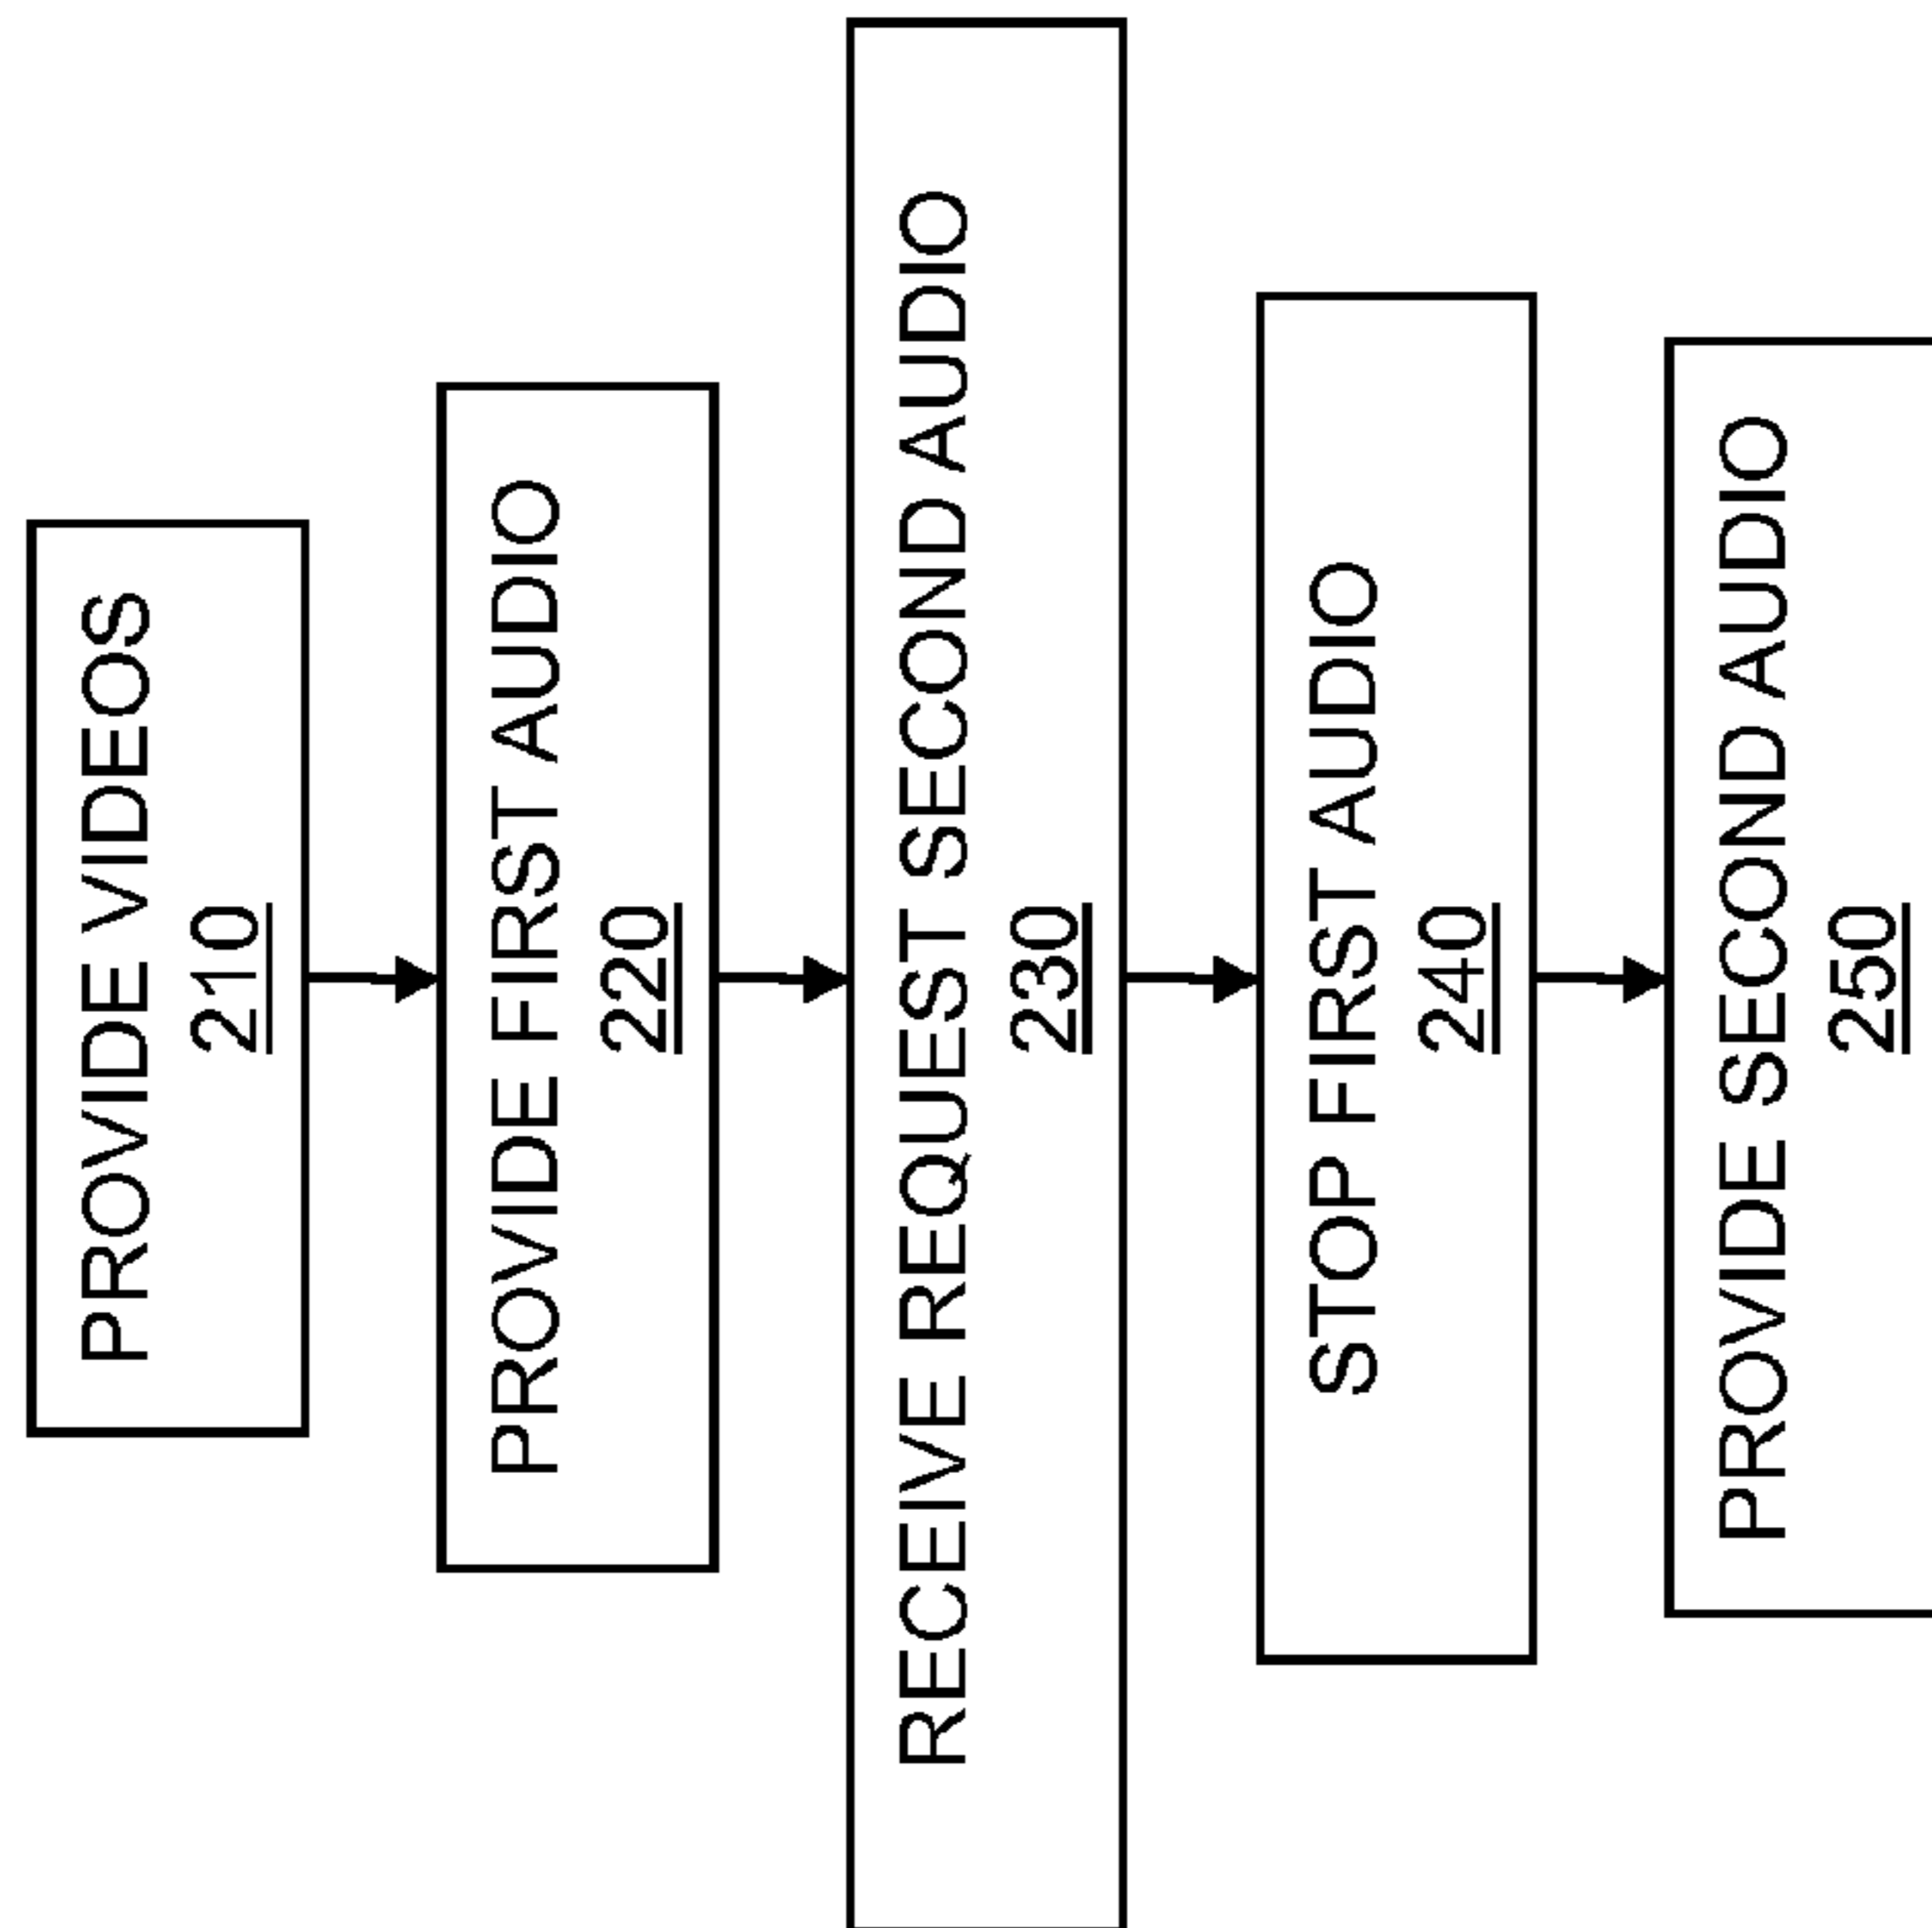 PROVIDE VIDEOS
210
PROVIDE FIRST AUDIO
220
RECEIVE REQUEST SECOND AUDIO
230
STOP FIRST AUDIO
240
PROVIDE SECOND AUDIO
250